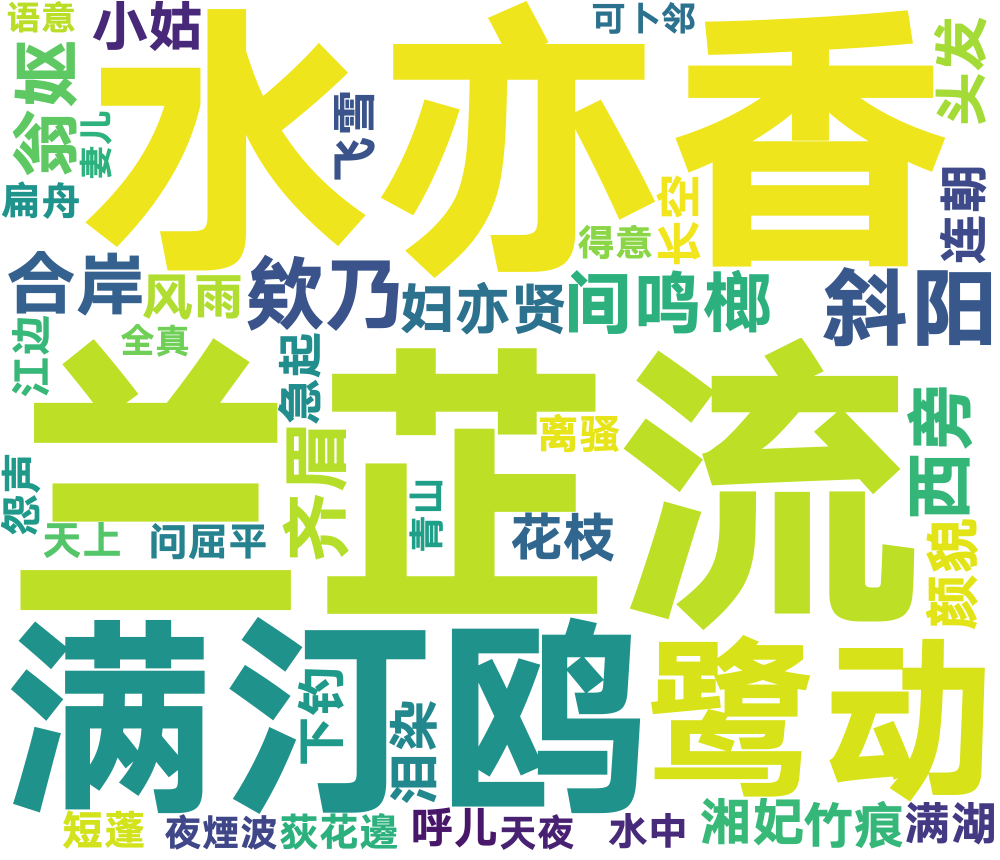 语意
小姑
可卜邻
水亦香
头发
翁妪
妻儿
飞雪
扁舟
长空
连朝
得意
合岸
风雨
欸乃
妇亦贤
间鸣榔
斜阳
江边
全真
急起
兰芷流
离骚
西旁
齐眉
怨声
天上
问屈平
青山
花枝
颜貌
满汀鸥
鹭动
下钓
泪染
短蓬
夜煙波
荻花邊
呼儿
天夜
水中
湘妃竹痕
满湖